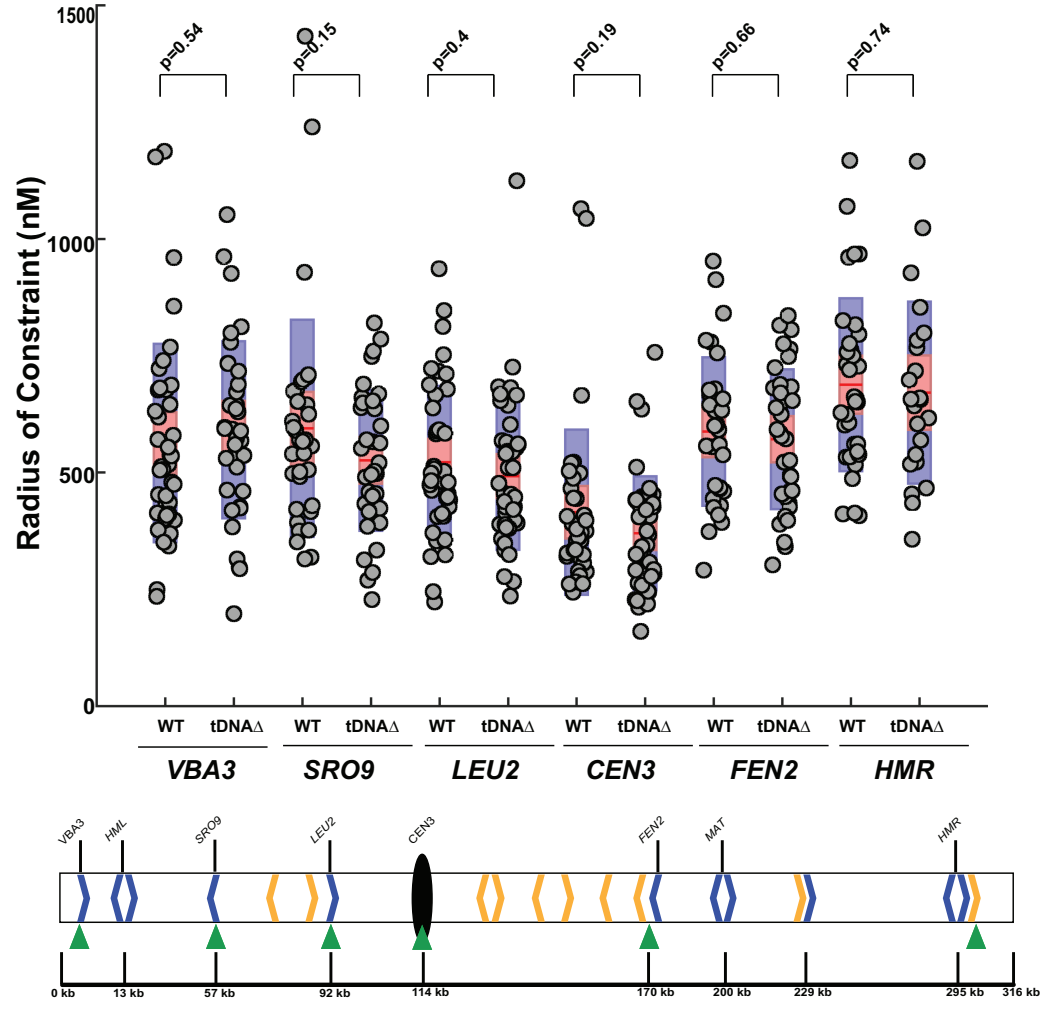 1500
1000
500
0
Radius of Constraint (nM)
p=0.54
p=0.15
p=0.4
p=0.19
p=0.66
p=0.74
WT tDNAΔ WT tDNAΔ WT tDNAΔ WT tDNAΔ WT tDNAΔ WT tDNAΔ
VBA3 SRO9 LEU2 CEN3 FEN2 HMR
VBA3 HML SRO9 LEU2 CEN3 FEN2 MAT HMR
0 kb 13 kb 57 kb 92 kb 114 kb 170 kb 200 kb 229 kb 295 kb 316 kb